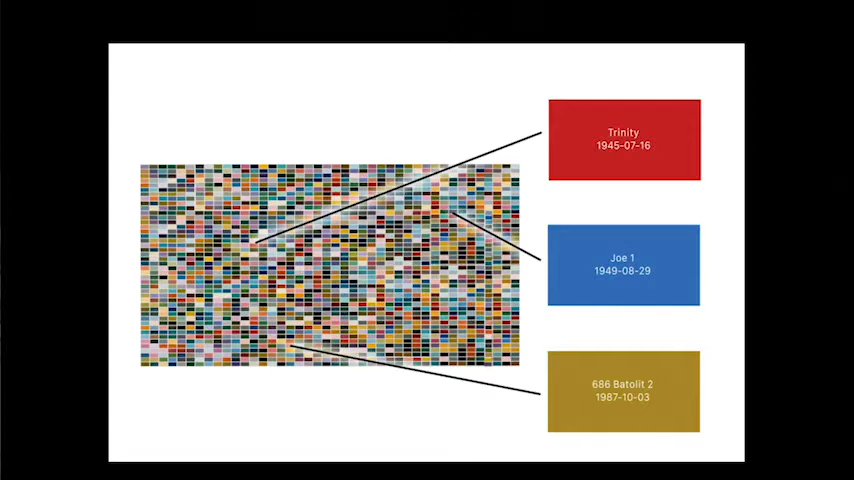 Trinity
1945-07-16
Joe 1
1949-08-29
686 Batolit 2
1987-10-03